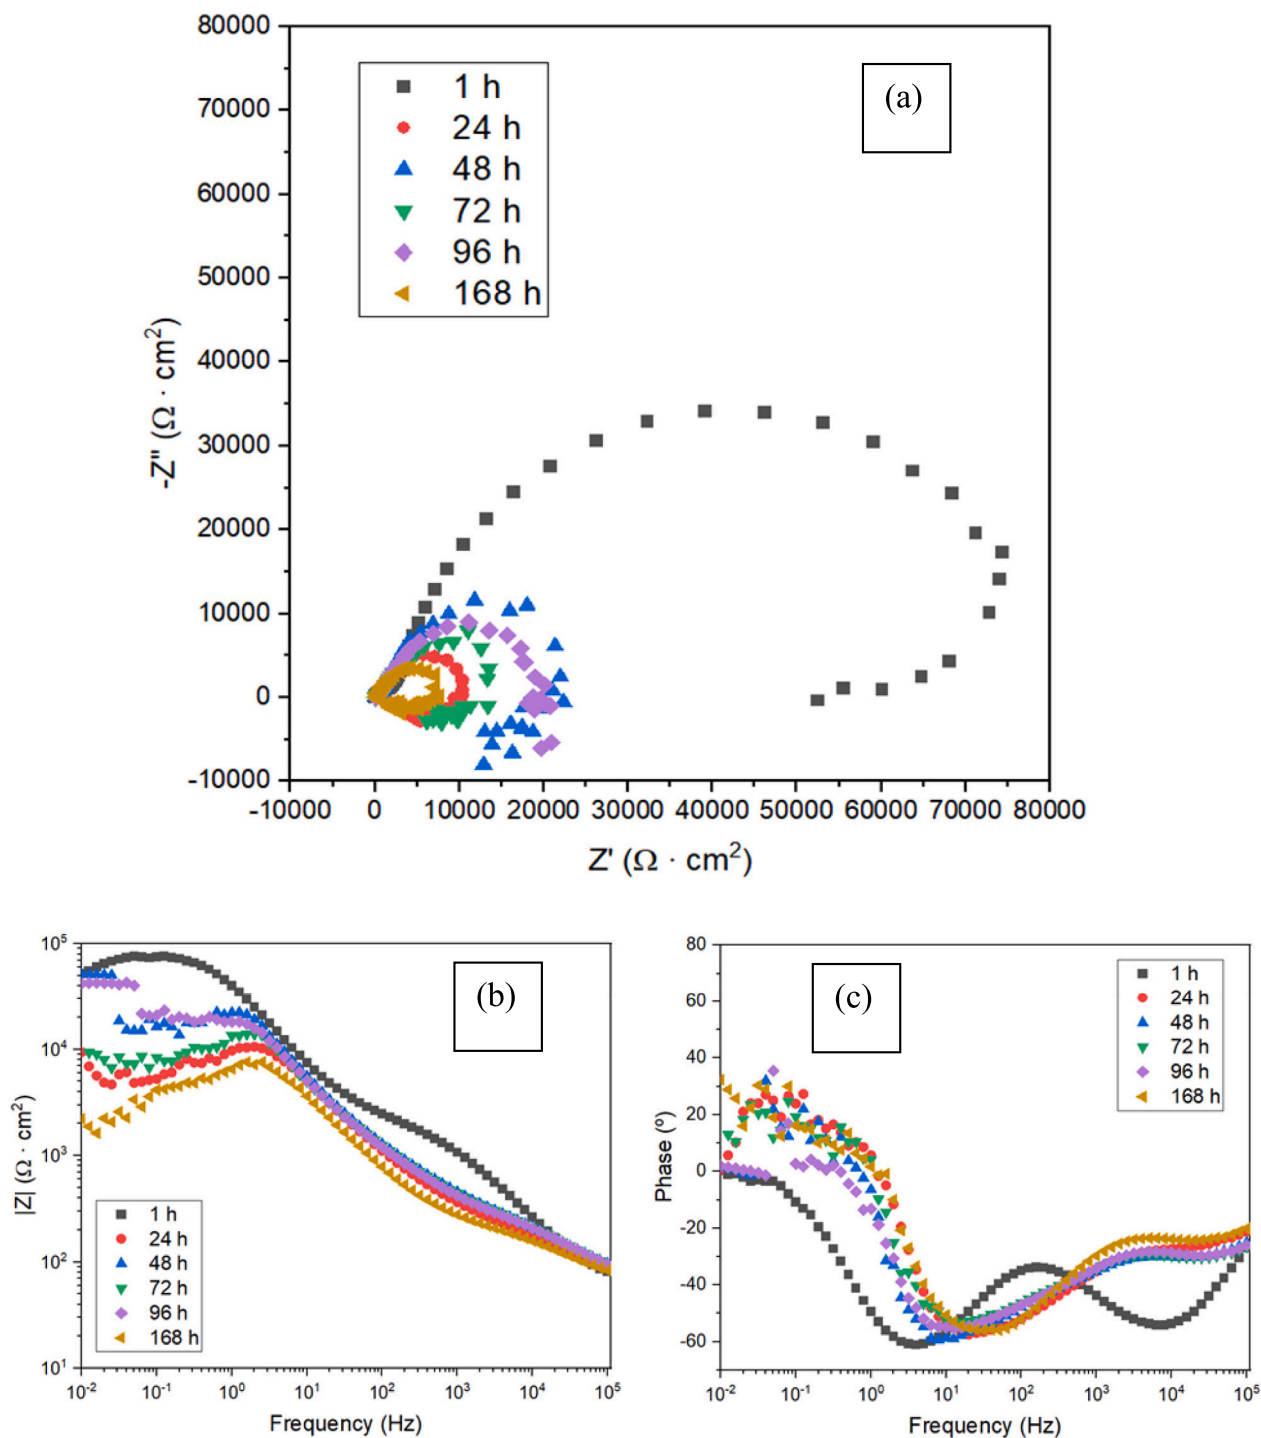 80000
70000
60000
50000
40000
30000
20000
10000
0
-10000
-Z'' (Ω · cm²)
1 h
24 h
48 h
72 h
96 h
168 h
(a)
-10000 0 10000 20000 30000 40000 50000 60000 70000 80000
Z' (Ω · cm²)
10⁵
10⁴
10³
10²
10¹
|Z| (Ω · cm²)
(b)
1 h
24 h
48 h
72 h
96 h
168 h
10⁻² 10⁻¹ 10⁰ 10¹ 10² 10³ 10⁴ 10⁵
Frequency (Hz)
80
60
40
20
0
-20
-40
-60
Phase (º)
(c)
1 h
24 h
48 h
72 h
96 h
168 h
10⁻² 10⁻¹ 10⁰ 10¹ 10² 10³ 10⁴ 10⁵
Frequency (Hz)